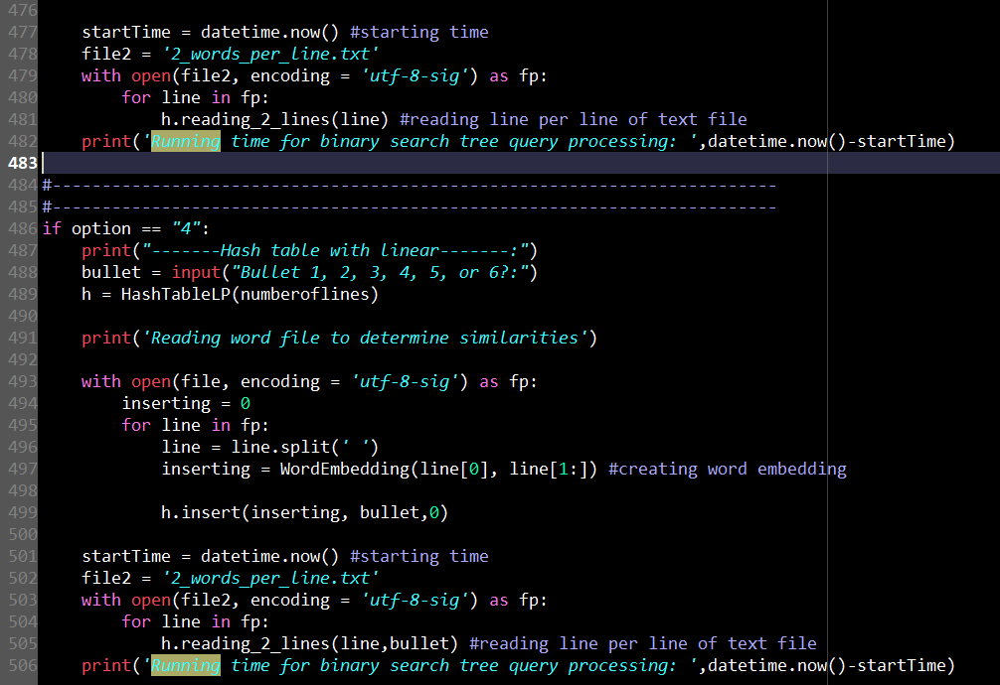 476
477     startTime = datetime.now() #starting time
478     file2 = '2_words_per_line.txt'
479     with open(file2, encoding = 'utf-8-sig') as fp:
480         for line in fp:
481             h.reading_2_lines(line) #reading line per line of text file
482     print('Running time for binary search tree query processing: ',datetime.now()-startTime)
483
484 #-------------------------------------------------------------------------
485 #-------------------------------------------------------------------------
486 if option == "4":
487     print("-------Hash table with linear-------:")
488     bullet = input("Bullet 1, 2, 3, 4, 5, or 6?:")
489     h = HashTableLP(numberoflines)
490
491     print('Reading word file to determine similarities')
492
493     with open(file, encoding = 'utf-8-sig') as fp:
494         inserting = 0
495         for line in fp:
496             line = line.split(' ')
497             inserting = WordEmbedding(line[0], line[1:]) #creating word embedding
498
499             h.insert(inserting, bullet,0)
500
501     startTime = datetime.now() #starting time
502     file2 = '2_words_per_line.txt'
503     with open(file2, encoding = 'utf-8-sig') as fp:
504         for line in fp:
505             h.reading_2_lines(line,bullet) #reading line per line of text file
506     print('Running time for binary search tree query processing: ',datetime.now()-startTime)